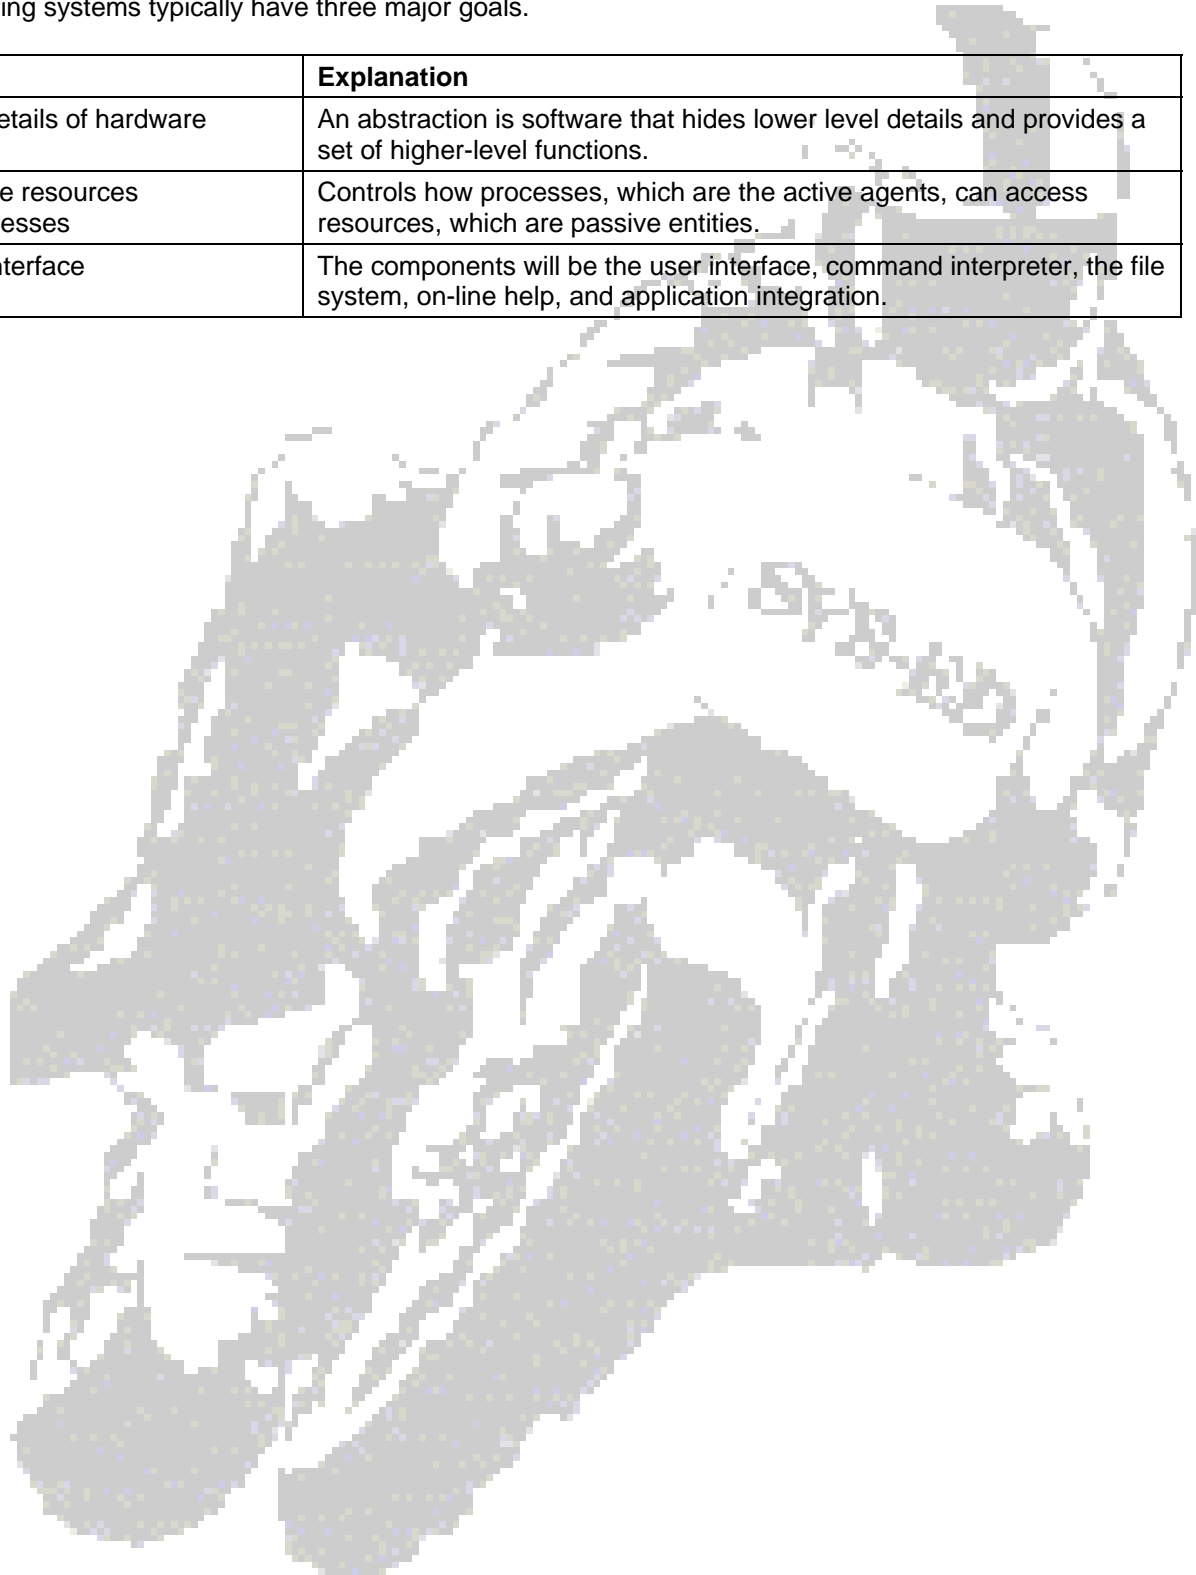 ing systems typically have three major goals.
Explanation
etails of hardware
An abstraction is software that hides lower level details and provides a
set of higher-level functions.
e resources
esses
Controls how processes, which are the active agents, can access
resources, which are passive entities.
nterface
The components will be the user interface, command interpreter, the file
system, on-line help, and application integration.
SYS-ED